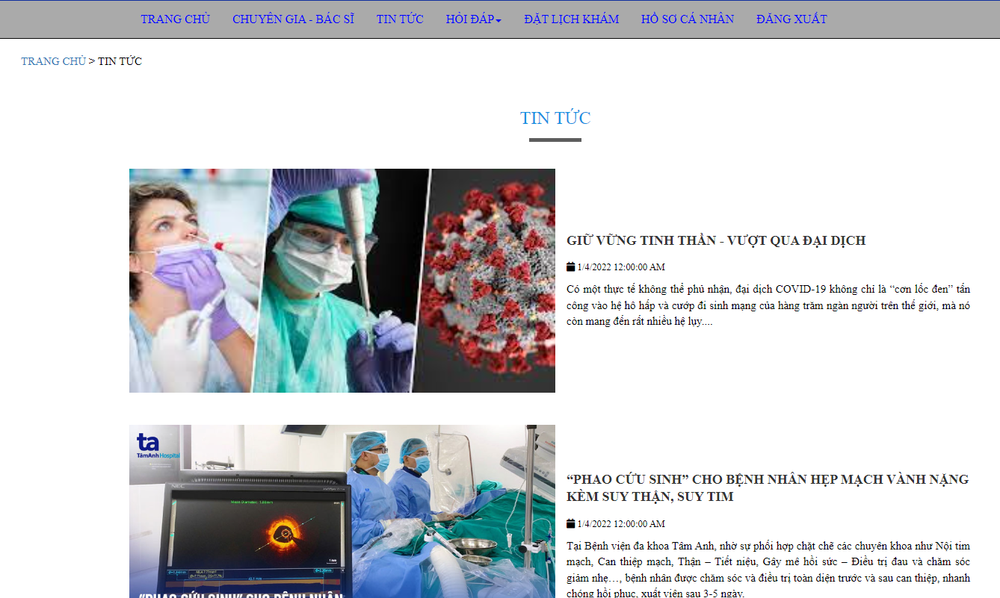 TRANG CHỦ CHUYÊN GIA - BÁC SĨ TIN TỨC HỎI ĐÁP ĐẶT LỊCH KHÁM HỒ SƠ CÁ NHÂN ĐĂNG XUẤT
TRANG CHỦ > TIN TỨC
TIN TỨC
GIỮ VỮNG TINH THẦN - VƯỢT QUA ĐẠI DỊCH
1/4/2022 12:00:00 AM
Có một thực tế không thể phủ nhận, đại dịch COVID-19 không chỉ là “cơn lốc đen” tấn
công vào hệ hô hấp và cướp đi sinh mạng của hàng trăm ngàn người trên thế giới, mà nó
còn mang đến rất nhiều hệ lụy....
ta
TâmAnh Hospital
NEC
“PHAO CỨU SINH” CHO BỆNH NHÂN
“PHAO CỨU SINH” CHO BỆNH NHÂN HẸP MẠCH VÀNH NẶNG
KÈM SUY THẬN, SUY TIM
1/4/2022 12:00:00 AM
Tại Bệnh viện đa khoa Tâm Anh, nhờ sự phối hợp chặt chẽ các chuyên khoa như Nội tim
mạch, Can thiệp mạch, Thận – Tiết niệu, Gây mê hồi sức – Điều trị đau và chăm sóc
giảm nhẹ…, bệnh nhân được chăm sóc và điều trị toàn diện trước và sau can thiệp, nhanh
chóng hồi phục, xuất viện sau 3-5 ngày.